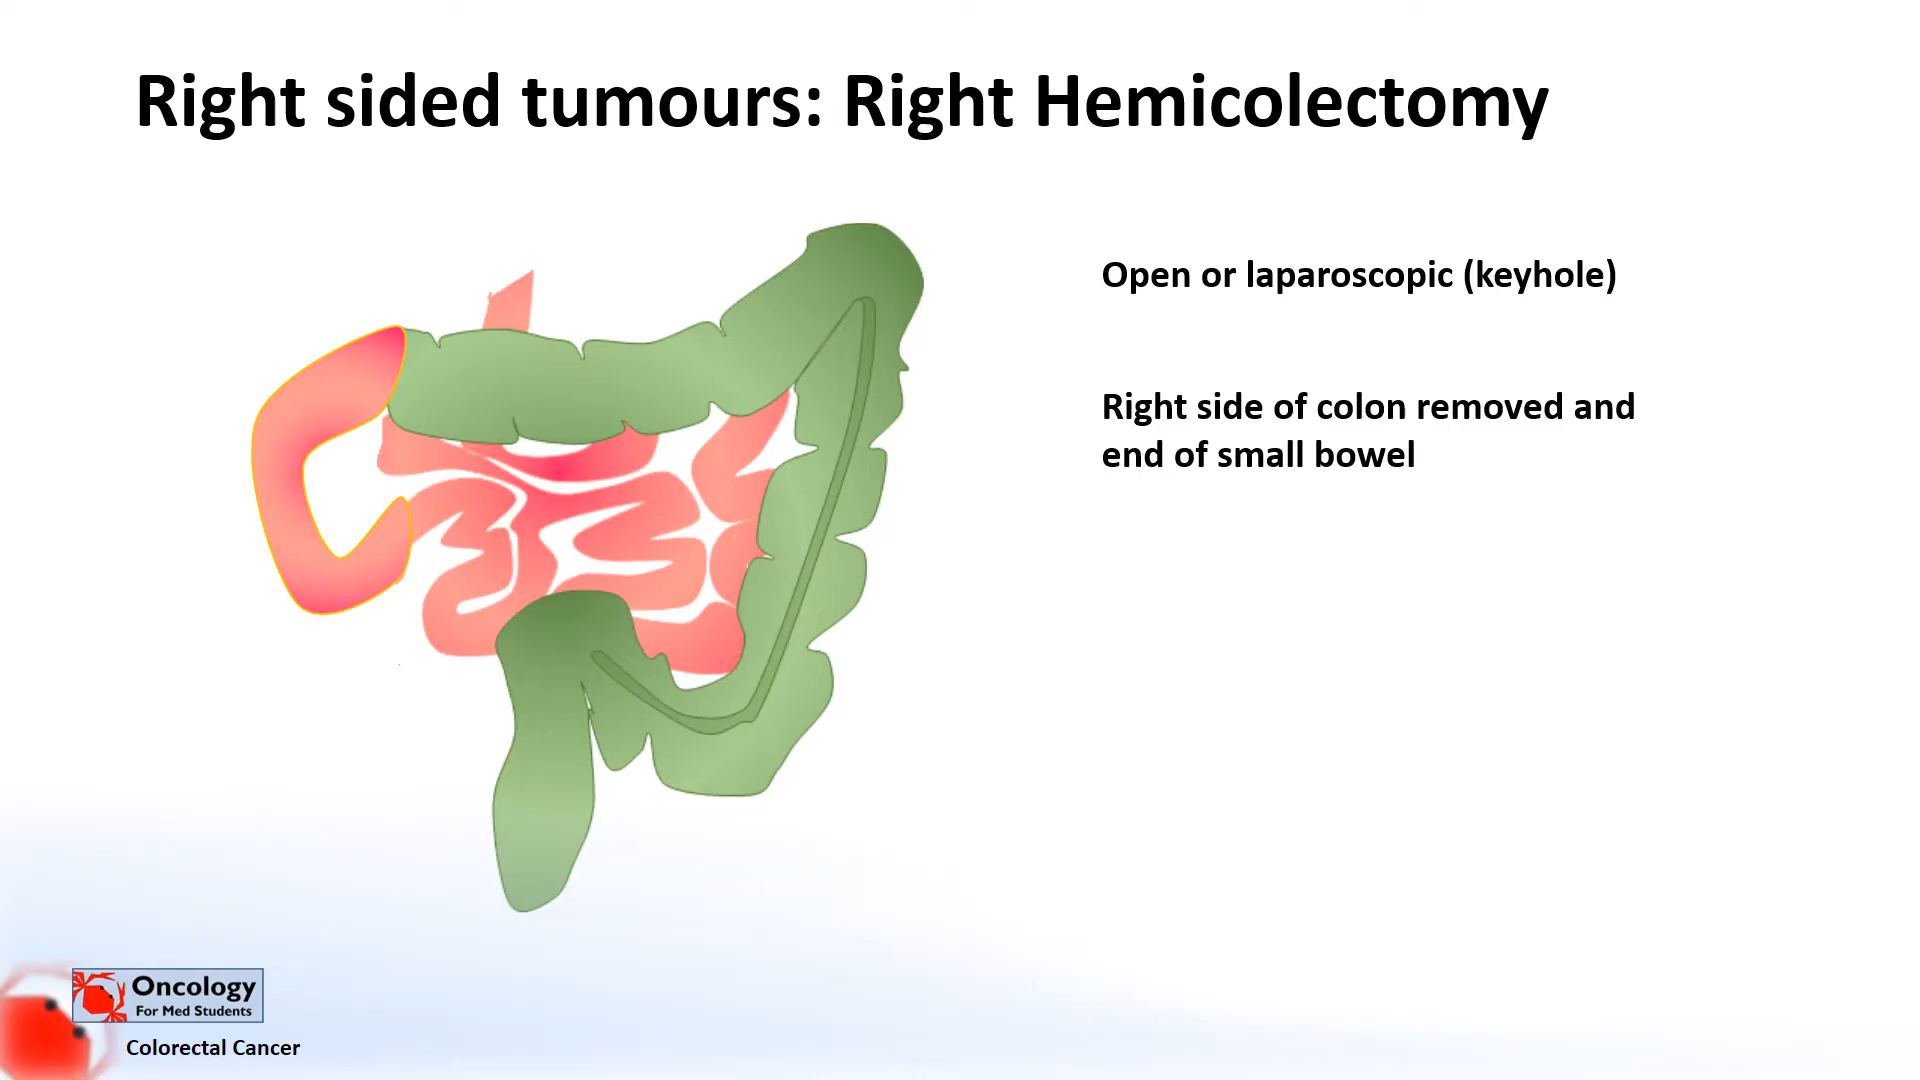 Right sided tumours: Right Hemicolectomy
Open or laparoscopic (keyhole)
Right side of colon removed and
end of small bowel
Oncology
For Med Students
Colorectal Cancer